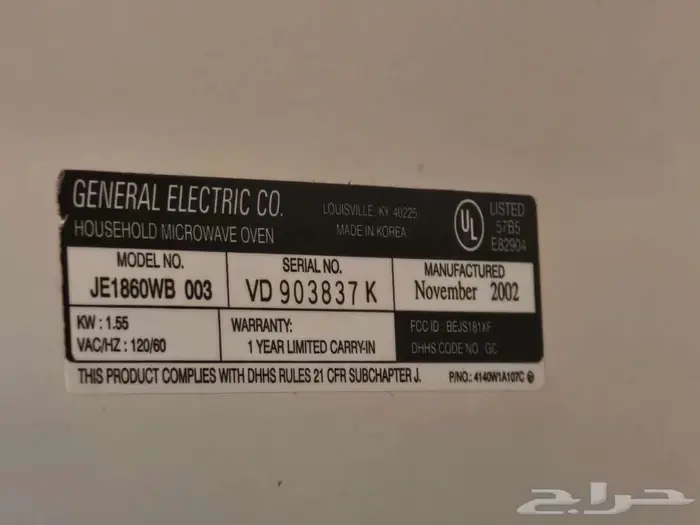 GENERAL ELECTRIC CO.
LOUISVILLE, KY 40225
HOUSEHOLD MICROWAVE OVEN
MADE IN KOREA
UL
LISTED
57B5
E82904
MODEL NO.
JE1860WB 003
SERIAL NO.
VD 903837 K
MANUFACTURED
November 2002
KW : 1.55
VAC/HZ : 120/60
WARRANTY:
1 YEAR LIMITED CARRY-IN
FCC ID : BEJS181XF
DHHS CODE NO : GC
THIS PRODUCT COMPLIES WITH DHHS RULES 21 CFR SUBCHAPTER J.
P/NO.: 4140W1A107C
حراج